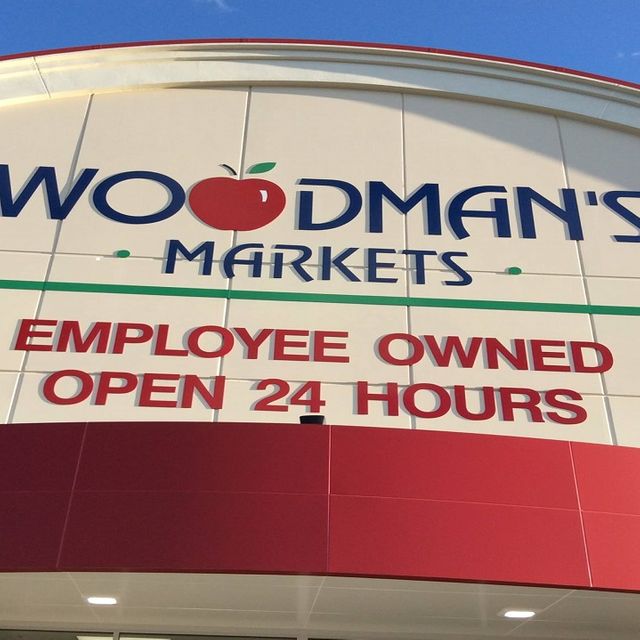 WOODMAN'S
MARKETS
EMPLOYEE OWNED
OPEN 24 HOURS